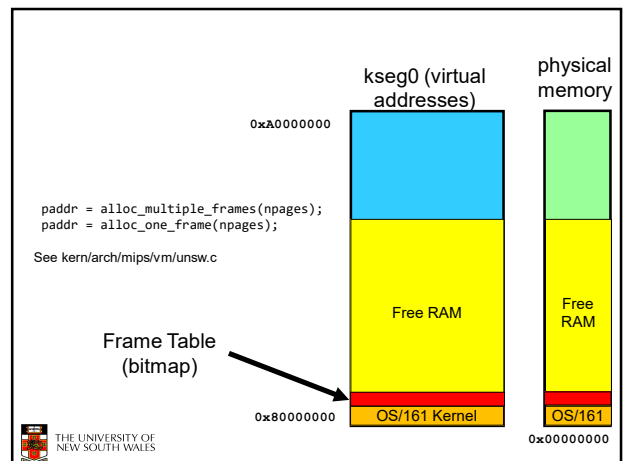 kseg0 (virtual
addresses)
physical
memory
0xA0000000
paddr = alloc_multiple_frames(npages);
paddr = alloc_one_frame(npages);
See kern/arch/mips/vm/unsw.c
Free RAM
Free
RAM
Frame Table
(bitmap)
0x80000000
OS/161 Kernel
OS/161
0x00000000
THE UNIVERSITY OF
NEW SOUTH WALES